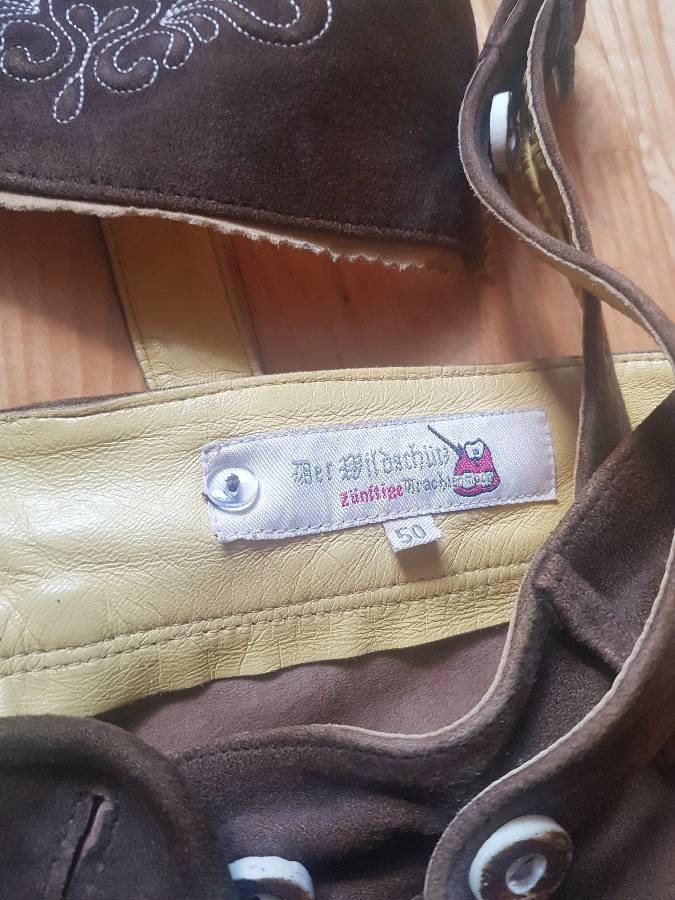 Der Wildschütz
Zünftige Trachtenmode
50